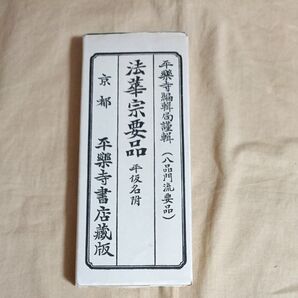 平樂寺編輯局謹輯（八品門流要品）
法華宗要品 平仮名附
京都 平樂寺書店藏版